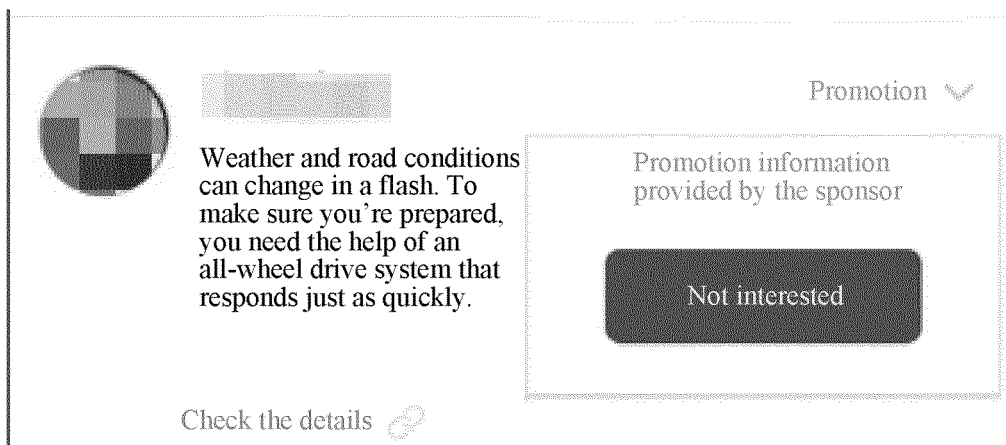 Promotion
Weather and road conditions
can change in a flash. To
make sure you're prepared,
you need the help of an
all-wheel drive system that
responds just as quickly.
Promotion information
provided by the sponsor
Not interested
Check the details